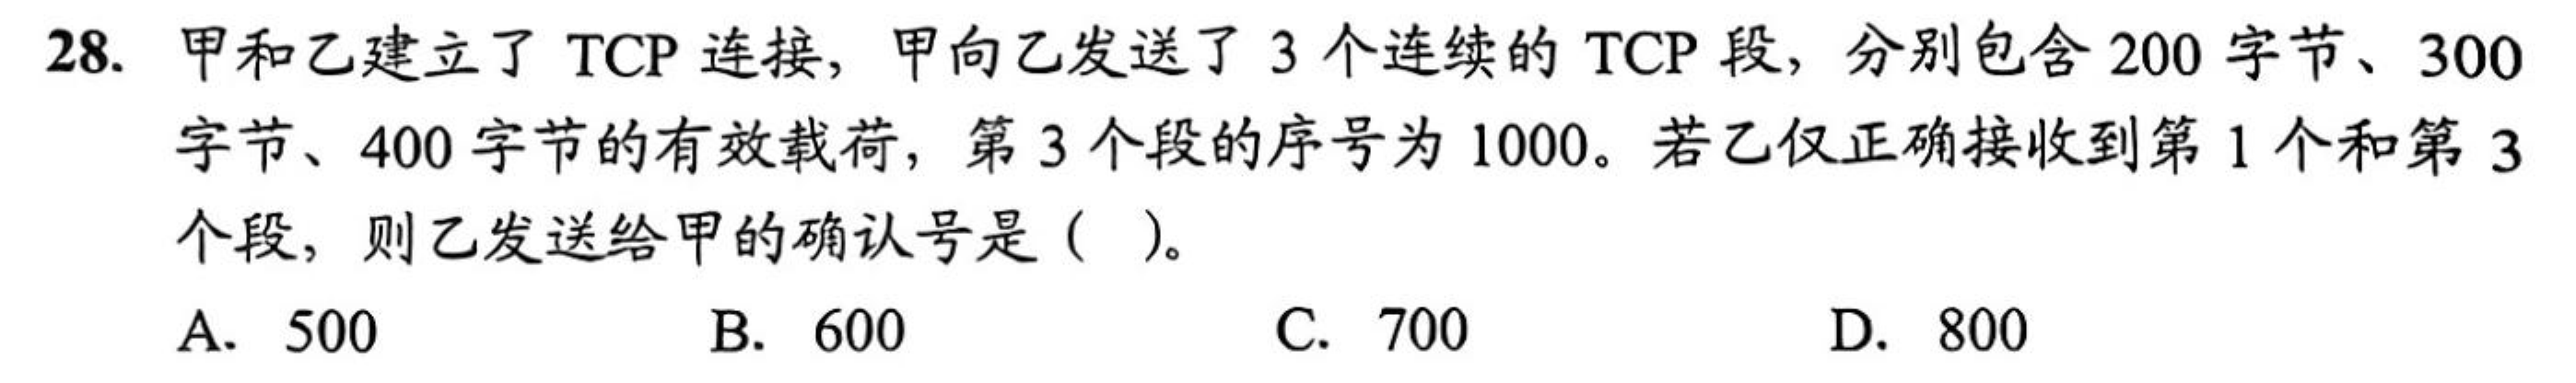 28. 甲和乙建立了 TCP 连接，甲向乙发送了 3 个连续的 TCP 段，分别包含 200 字节、300
字节、400 字节的有效载荷，第 3 个段的序号为 1000。若乙仅正确接收到第 1 个和第 3
个段，则乙发送给甲的确认号是（ ）。
A. 500 B. 600 C. 700 D. 800